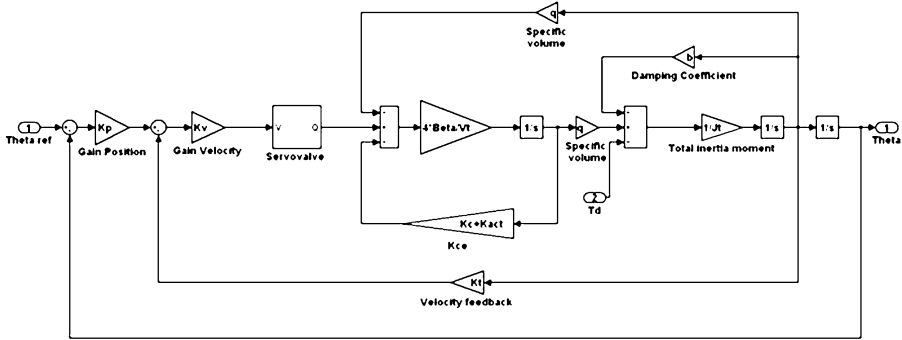 q
Specific
volume
b
Damping Coefficient
1
Theta ref
Kp
Gain Position
Kv
Gain Velocity
V Q
Servovalve
4*Beta/Vt
1/s
q
Specific
volume
1/Jt
Total inertia moment
1/s
1/s
1
Theta
2
Td
Kc+Kact
Kce
Kt
Velocity feedback